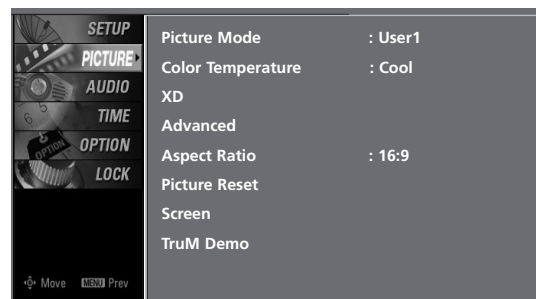 SETUP
PICTURE
AUDIO
TIME
OPTION
LOCK
Move MENU Prev
Picture Mode : User1
Color Temperature : Cool
XD
Advanced
Aspect Ratio : 16:9
Picture Reset
Screen
TruM Demo